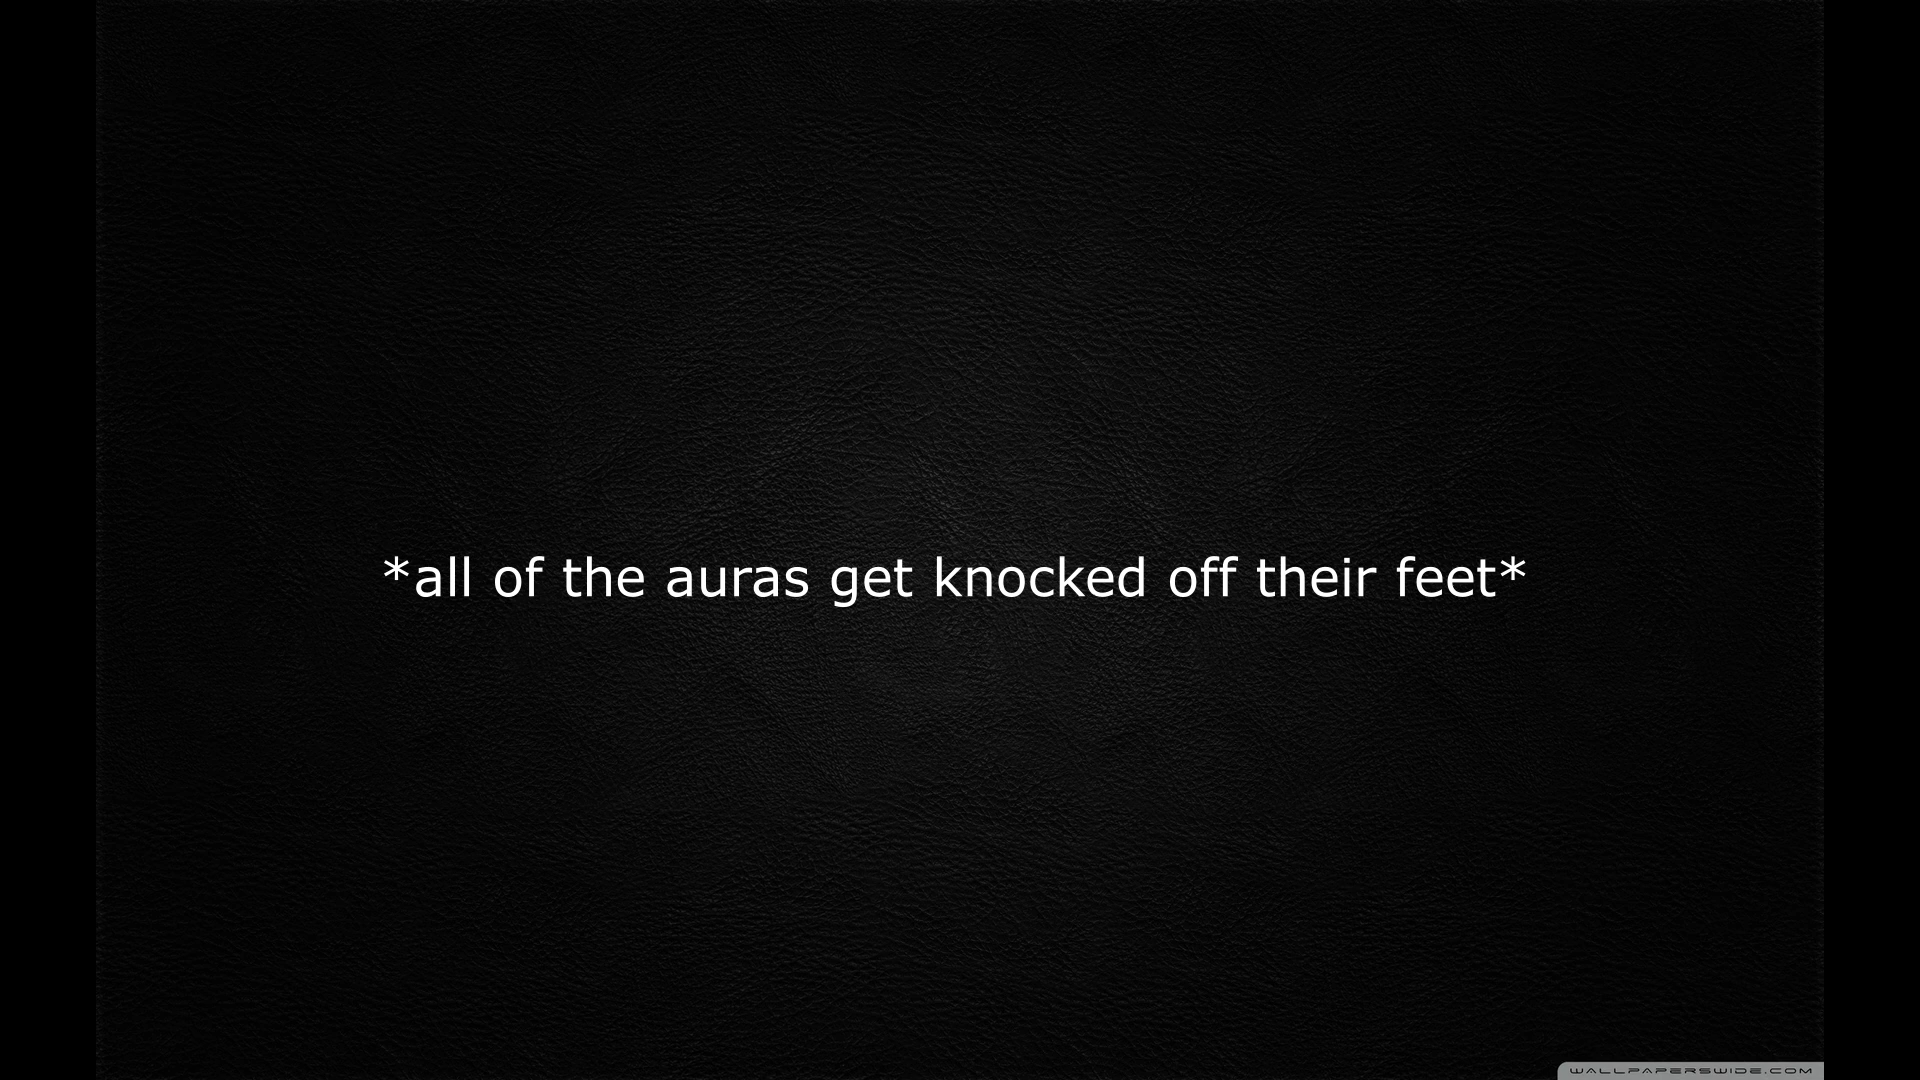 *all of the auras get knocked off their feet*
WALLPAPERSWIDE.COM